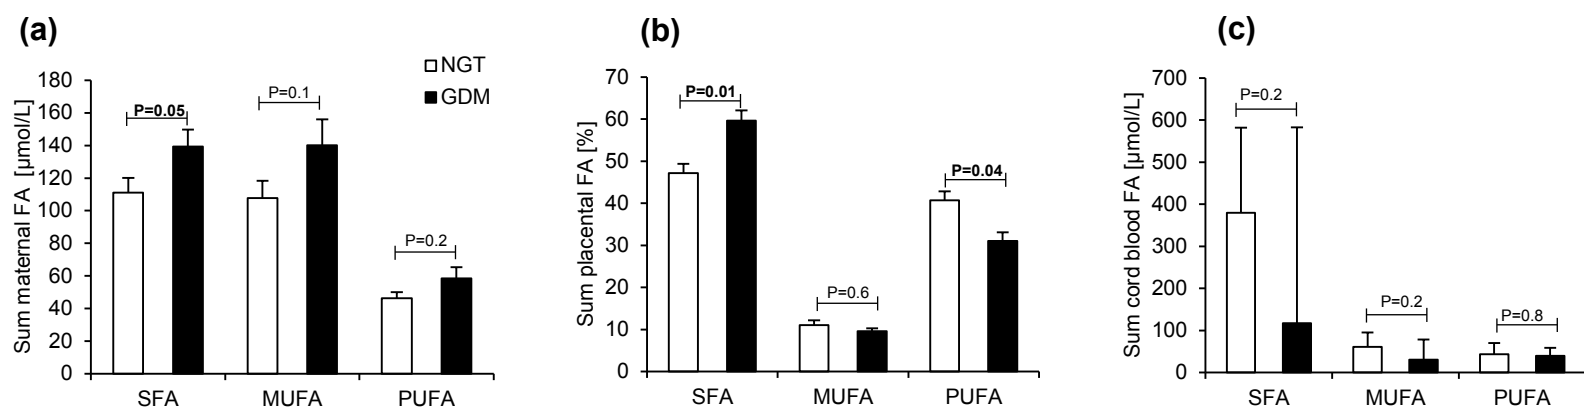 (a)
NGT
GDM
Sum maternal FA [µmol/L]
180
160
140
120
100
80
60
40
20
0
P=0.05
P=0.1
P=0.2
SFA
MUFA
PUFA
(b)
Sum placental FA [%]
70
60
50
40
30
20
10
0
P=0.01
P=0.6
P=0.04
SFA
MUFA
PUFA
(c)
Sum cord blood FA [µmol/L]
700
600
500
400
300
200
100
0
P=0.2
P=0.2
P=0.8
SFA
MUFA
PUFA